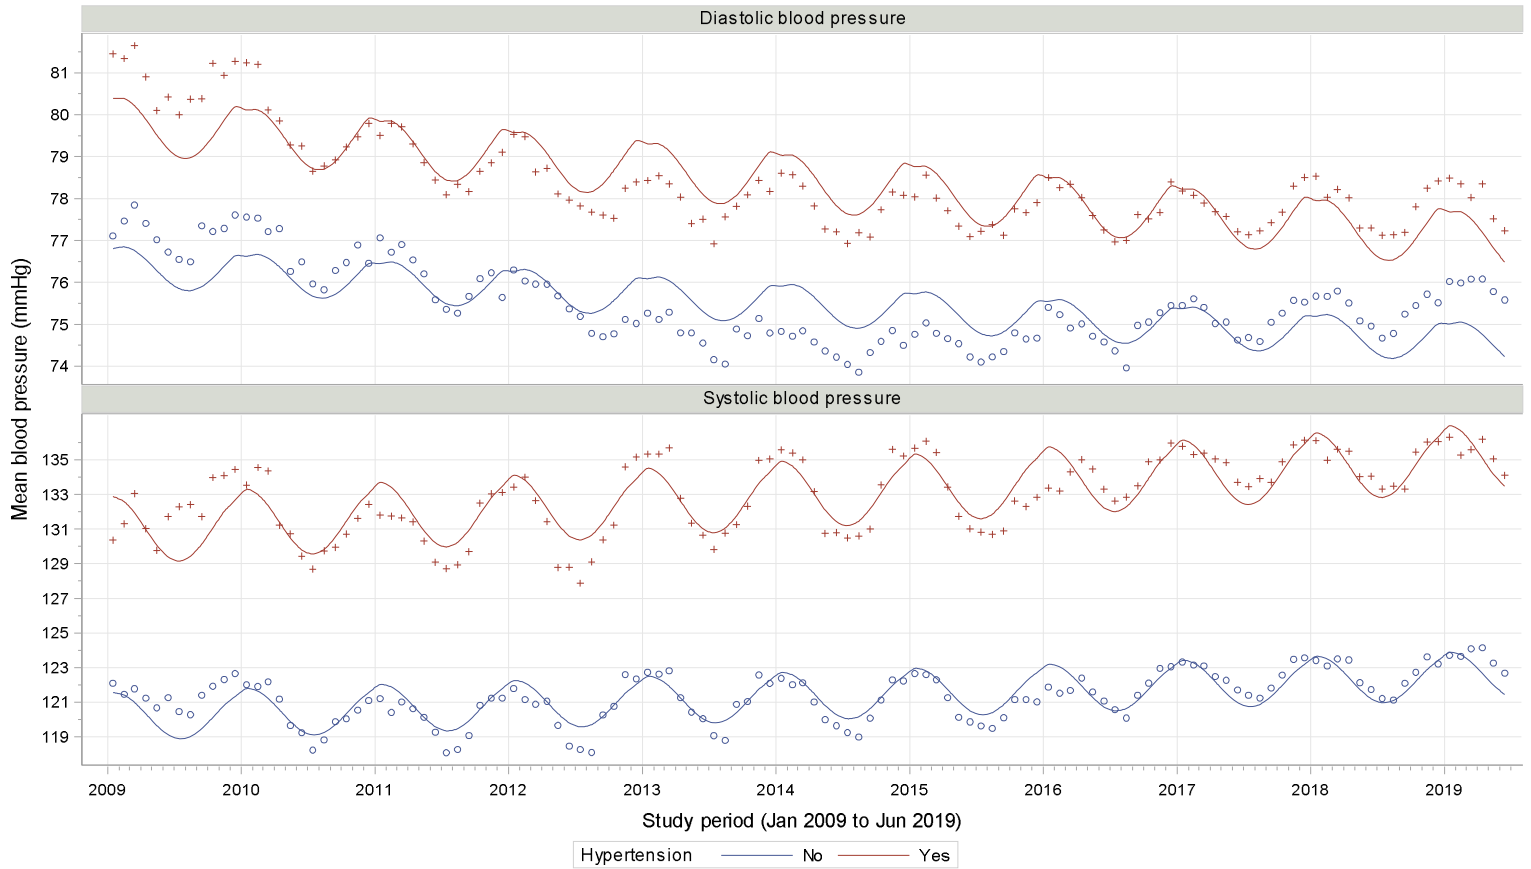 Diastolic blood pressure
81
80
79
78
77
76
75
74
Mean blood pressure (mmHg)
Systolic blood pressure
135
133
131
129
127
125
123
121
119
2009 2010 2011 2012 2013 2014 2015 2016 2017 2018 2019
Study period (Jan 2009 to Jun 2019)
Hypertension No Yes